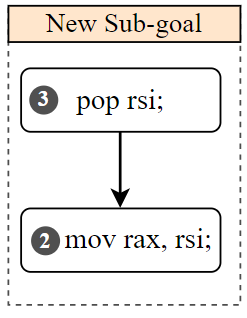 New Sub-goal
3 pop rsi;
2 mov rax, rsi;